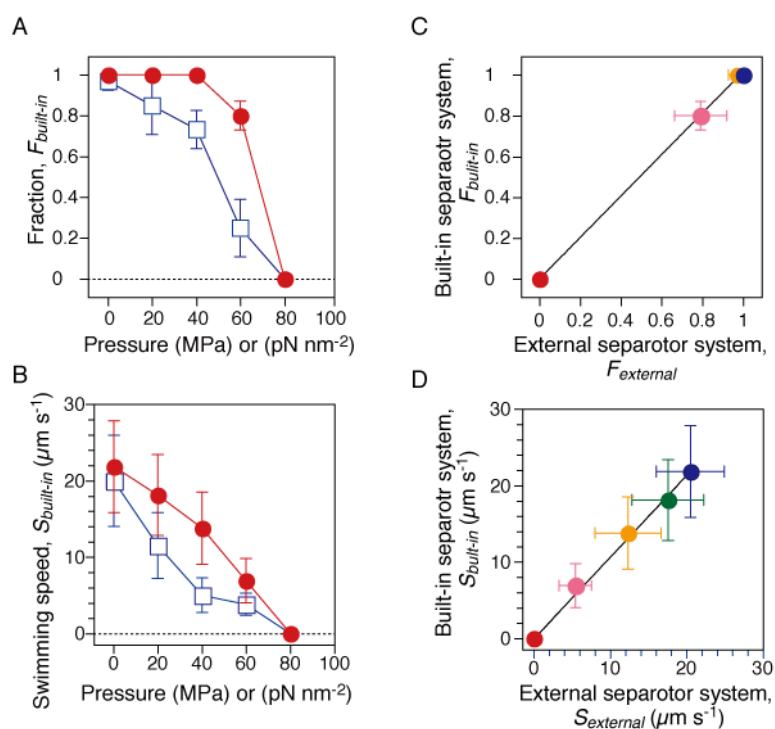 A
1
0.8
0.6
0.4
0.2
0
Fraction, F_built-in
0 20 40 60 80 100
Pressure (MPa) or (pN nm⁻²)
B
30
20
10
0
Swimming speed, S_built-in (µm s⁻¹)
0 20 40 60 80 100
Pressure (MPa) or (pN nm⁻²)
C
1
0.8
0.6
0.4
0.2
0
Built-in separaotr system,
F_bulit-in
0 0.2 0.4 0.6 0.8 1
External separotor system,
F_external
D
30
20
10
0
Built-in separotr system,
S_bult-in (µm s⁻¹)
0 10 20 30
External separotor system,
S_external (µm s⁻¹)